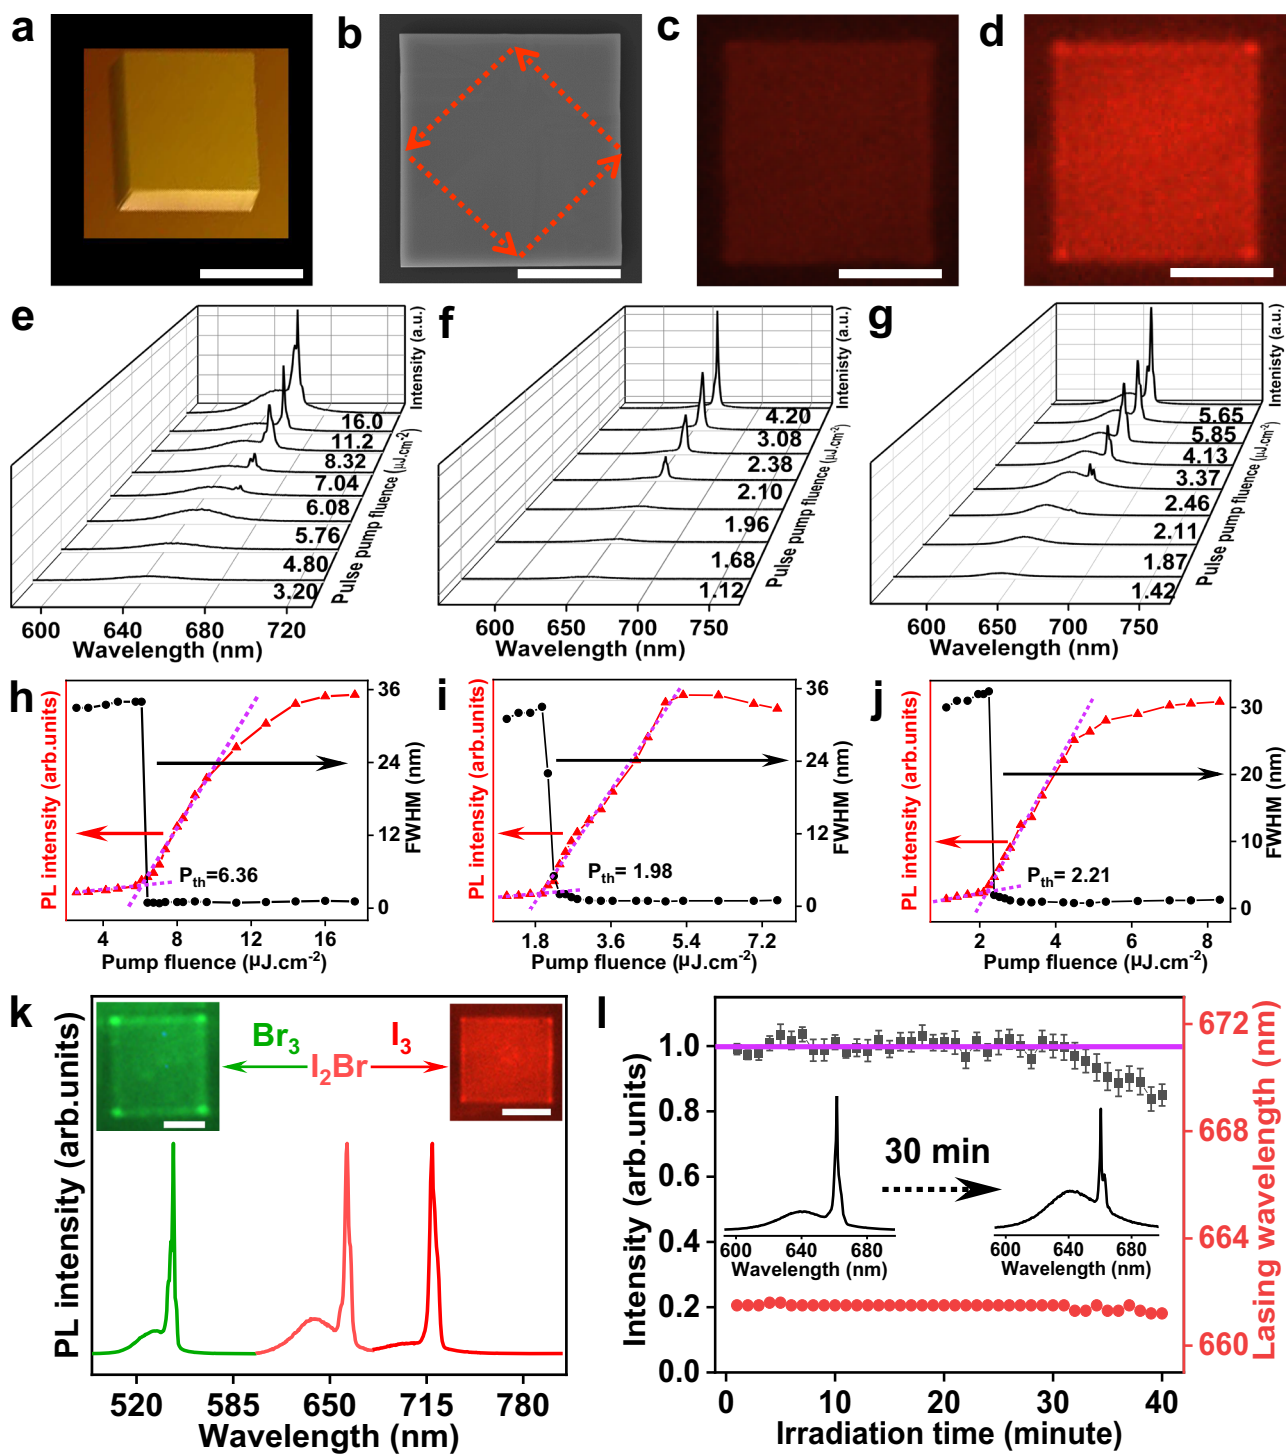 a
b
c
d
e
Intensity (a.u.)
16.0
11.2
8.32
7.04
6.08
5.76
4.80
3.20
Pulse pump fluence (μJ.cm-2)
600 640 680 720
Wavelength (nm)
f
Intenisty (a.u.)
4.20
3.08
2.38
2.10
1.96
1.68
1.12
Pulse pump fluence (μJ.cm-2)
600 650 700 750
Wavelength (nm)
g
Intensity (a.u.)
5.65
5.85
4.13
3.37
2.46
2.11
1.87
1.42
Pulse pump fluence (μJ.cm-2)
600 650 700 750
Wavelength (nm)
h
PL intensity (arb.units)
Pth=6.36
36
24
12
0
FWHM (nm)
4 8 12 16
Pump fluence (μJ.cm-2)
i
PL intensity (arb.units)
Pth= 1.98
36
24
12
0
FWHM (nm)
1.8 3.6 5.4 7.2
Pump fluence (μJ.cm-2)
j
PL intensity (arb.units)
Pth= 2.21
30
20
10
0
FWHM (nm)
2 4 6 8
Pump fluence (μJ.cm-2)
k
PL intensity (arb.units)
Br3
I2Br
I3
520 585 650 715 780
Wavelength (nm)
l
Intensity (arb.units)
1.0
0.8
0.6
0.4
0.2
0.0
30 min
600 640 680
Wavelength (nm)
600 640 680
Wavelength (nm)
672
668
664
660
Lasing wavelength (nm)
0 10 20 30 40
Irradiation time (minute)